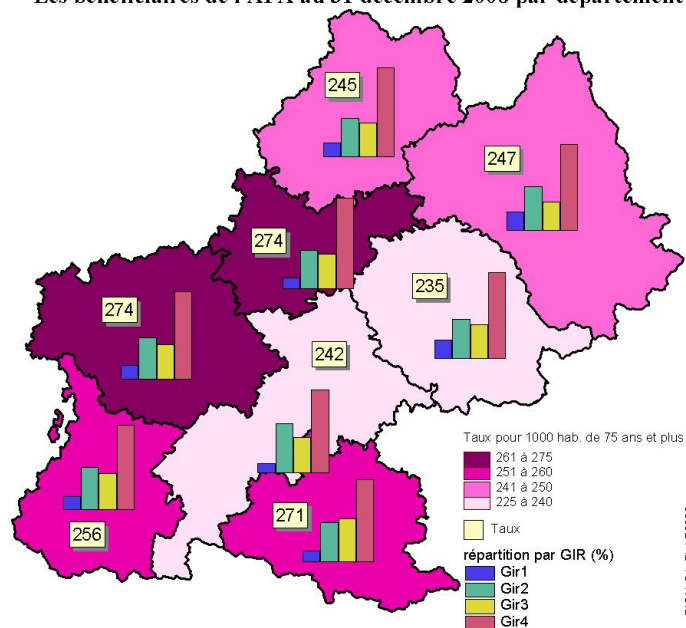 Les bénéficiaires de l'APA au 31 décembre 2006 par département
245
247
274
235
274
242
256
271
Taux pour 1000 hab. de 75 ans et plus
261 à 275
251 à 260
241 à 250
225 à 240
Taux
répartition par GIR (%)
Gir1
Gir2
Gir3
Gir4